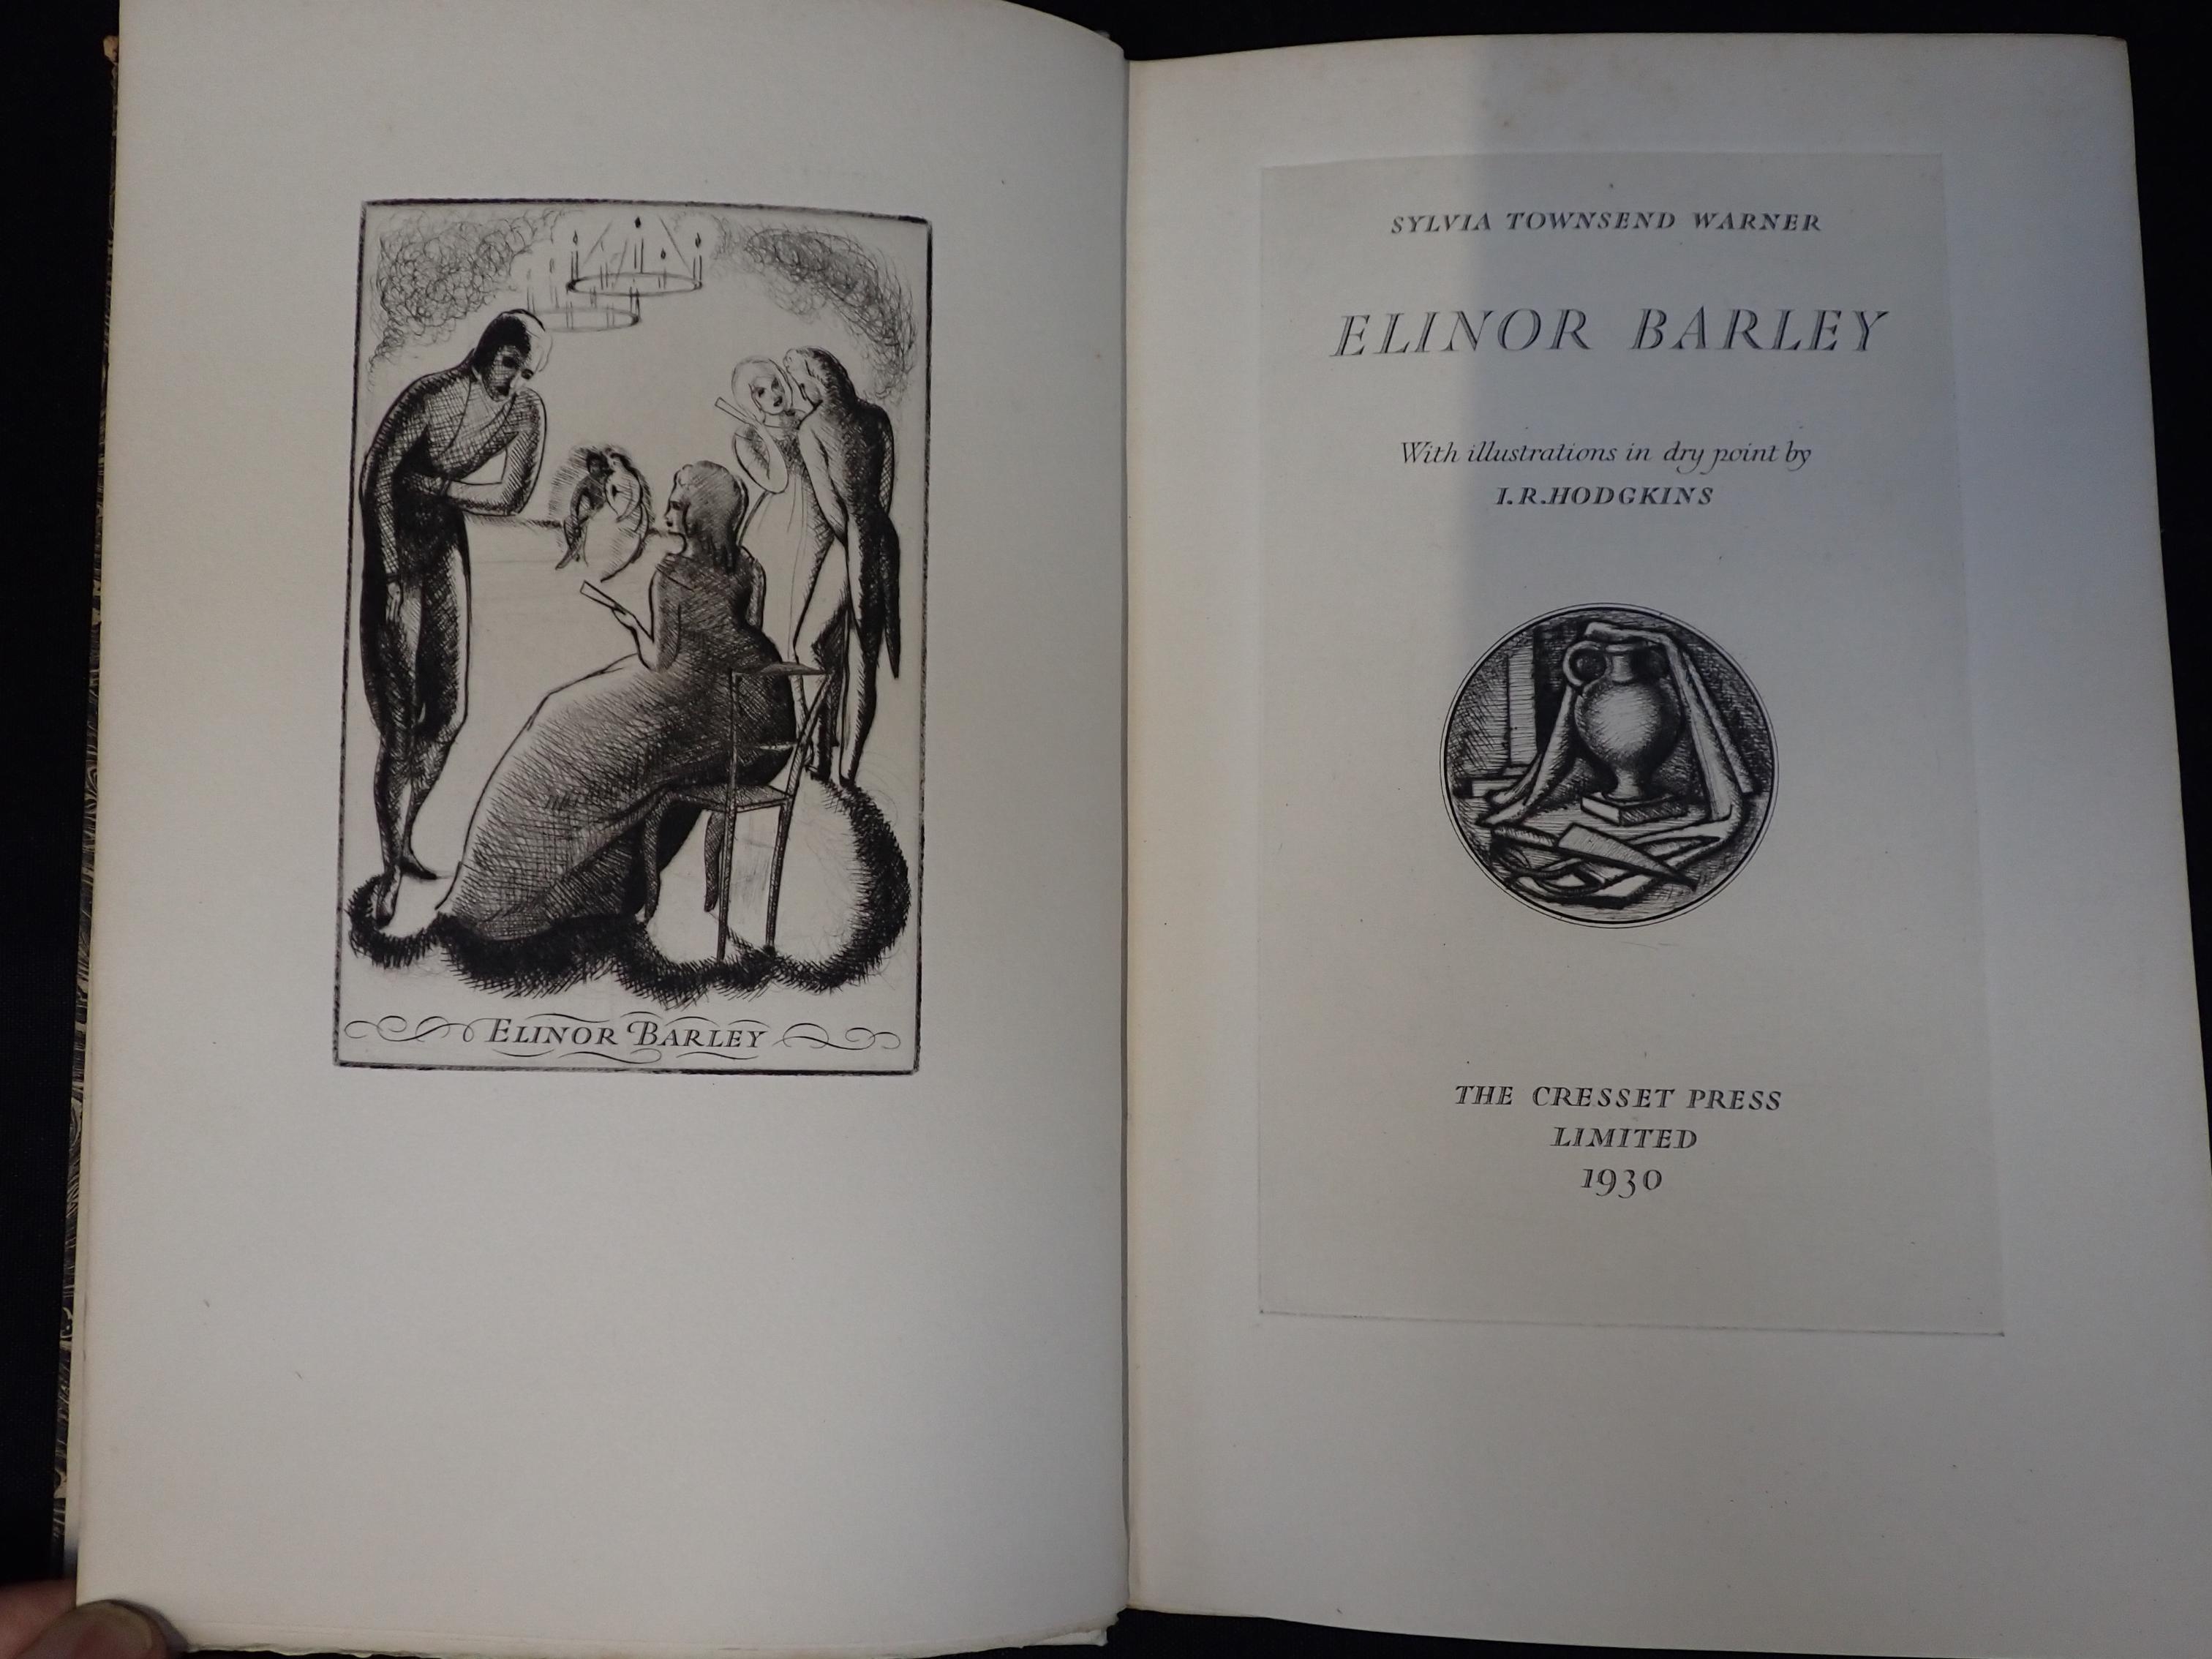 ELINOR BARLEY
SYLVIA TOWNSEND WARNER
ELINOR BARLEY
With illustrations in dry point by
I.R.HODGKINS
THE CRESSET PRESS
LIMITED
1930